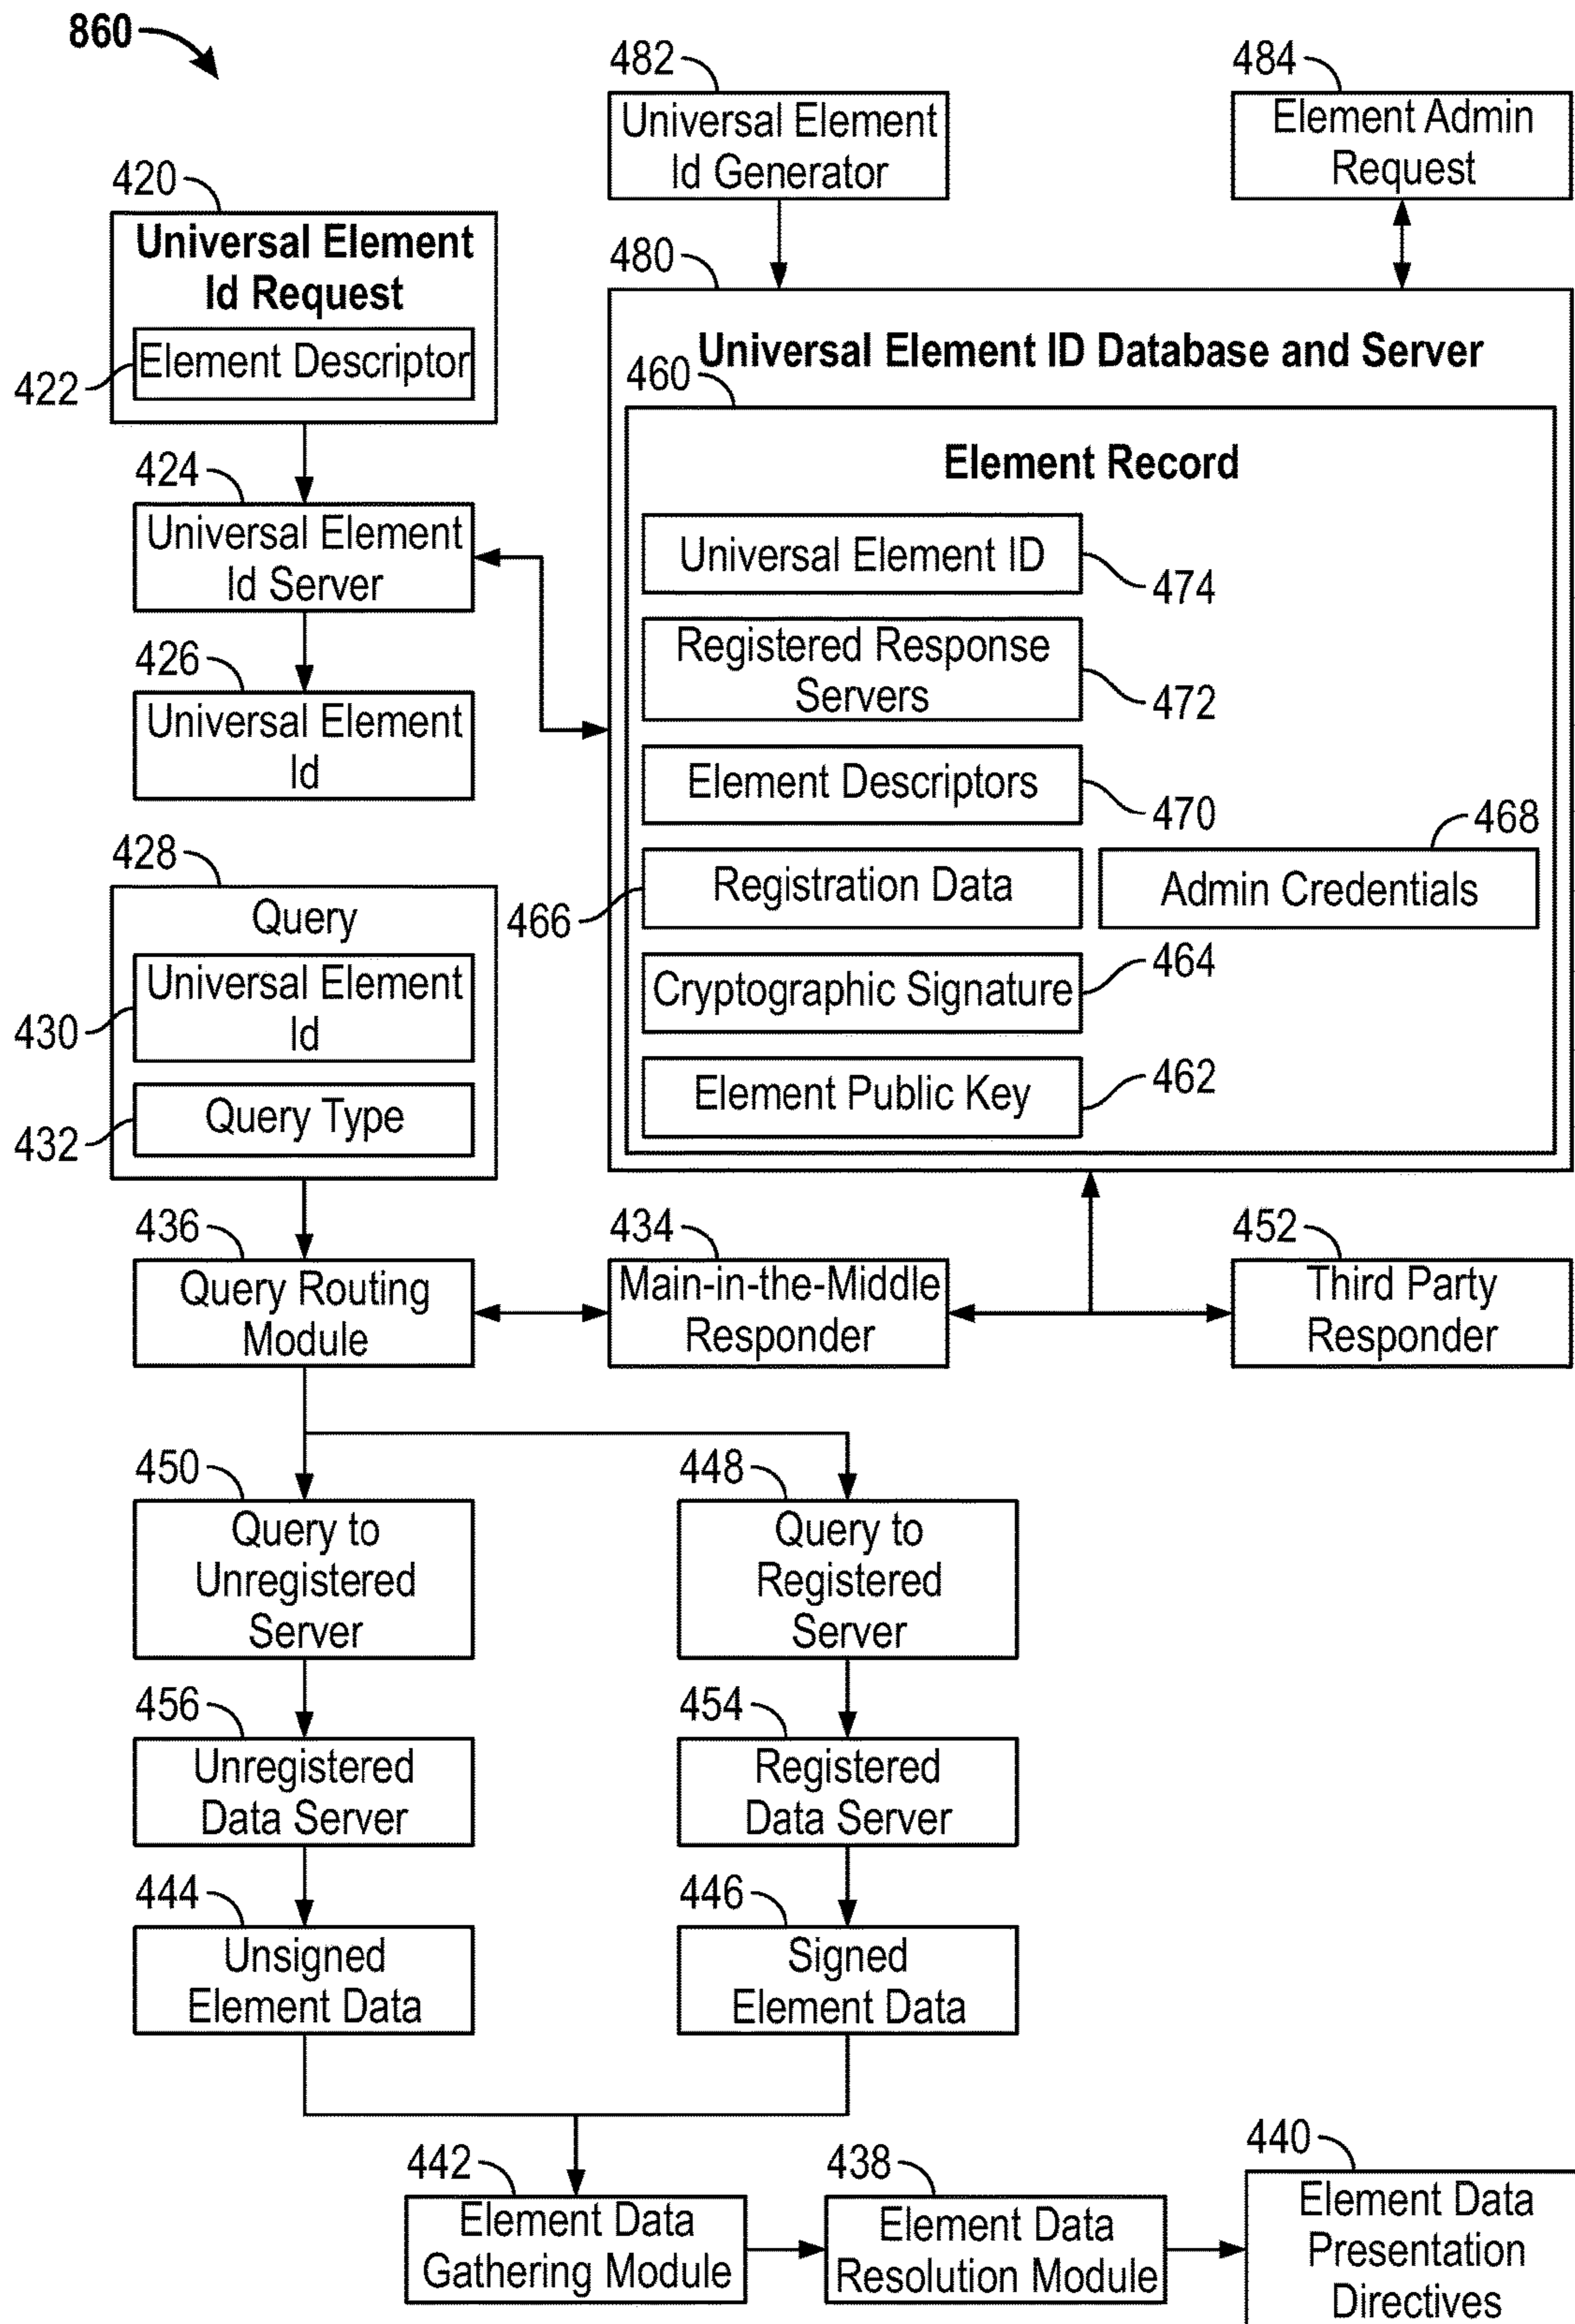 860
482
Universal Element
Id Generator
484
Element Admin
Request
420
Universal Element
Id Request
Element Descriptor
422
480
Universal Element ID Database and Server
460
Element Record
424
Universal Element
Id Server
Universal Element ID
474
426
Universal Element
Id
Registered Response
Servers
472
Element Descriptors
470
468
428
Query
466
Registration Data
Admin Credentials
Universal Element
Id
430
Cryptographic Signature
464
Query Type
432
Element Public Key
462
436
Query Routing
Module
434
Main-in-the-Middle
Responder
452
Third Party
Responder
450
Query to
Unregistered
Server
448
Query to
Registered
Server
456
Unregistered
Data Server
454
Registered
Data Server
444
Unsigned
Element Data
446
Signed
Element Data
442
Element Data
Gathering Module
438
Element Data
Resolution Module
440
Element Data
Presentation
Directives